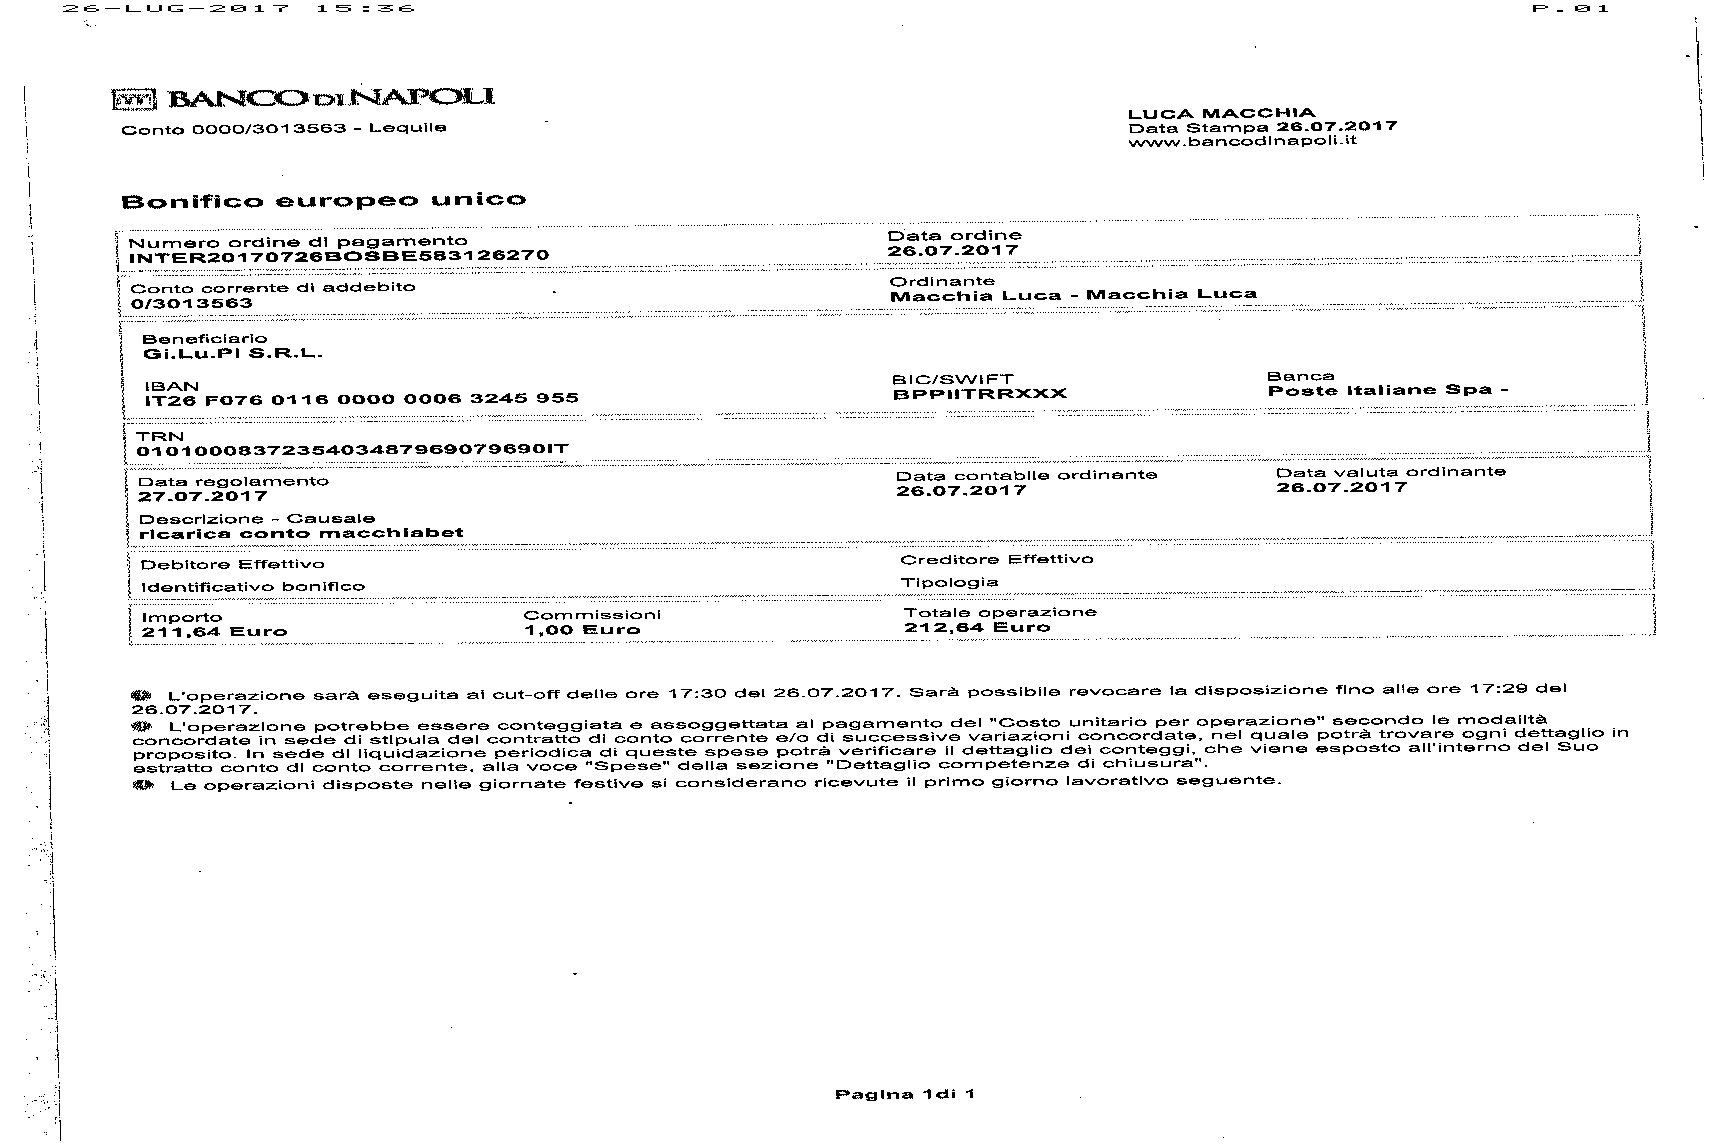 26-LUG-2017 15:36 P.01
BANCO DI NAPOLI
Conto 0000/3013563 - Lequile
LUCA MACCHIA
Data Stampa 26.07.2017
www.bancodinapoli.it
Bonifico europeo unico
Numero ordine di pagamento
INTER20170726BOSBE583126270
Data ordine
26.07.2017
Conto corrente di addebito
0/3013563
Ordinante
Macchia Luca - Macchia Luca
Beneficiario
Gi.Lu.Pi S.R.L.
IBAN
IT26 F076 0116 0000 0006 3245 955
BIC/SWIFT
BPPIITRRXXX
Banca
Poste Italiane Spa -
TRN
0101000837235403487969079690IT
Data regolamento
27.07.2017
Data contabile ordinante
26.07.2017
Data valuta ordinante
26.07.2017
Descrizione - Causale
ricarica conto macchiabet
Debitore Effettivo
Creditore Effettivo
Identificativo bonifico
Tipologia
Importo
211,64 Euro
Commissioni
1,00 Euro
Totale operazione
212,64 Euro
L'operazione sarà eseguita al cut-off delle ore 17:30 del 26.07.2017. Sarà possibile revocare la disposizione fino alle ore 17:29 del
26.07.2017.
L'operazione potrebbe essere conteggiata e assoggettata al pagamento del "Costo unitario per operazione" secondo le modalità
concordate in sede di stipula del contratto di conto corrente e/o di successive variazioni concordate, nel quale potrà trovare ogni dettaglio in
proposito. In sede di liquidazione periodica di queste spese potrà verificare il dettaglio dei conteggi, che viene esposto all'interno del Suo
estratto conto di conto corrente, alla voce "Spese" della sezione "Dettaglio competenze di chiusura".
Le operazioni disposte nelle giornate festive si considerano ricevute il primo giorno lavorativo seguente.
Pagina 1di 1